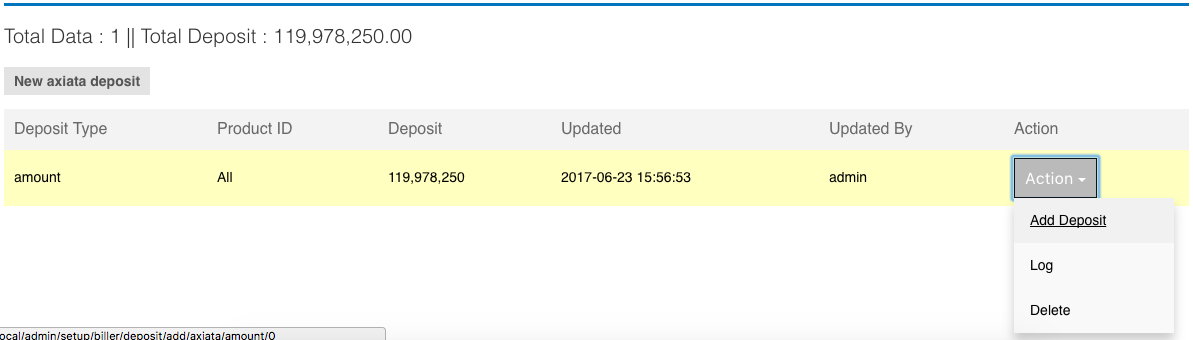 Total Data : 1 || Total Deposit : 119,978,250.00
New axiata deposit
Deposit Type Product ID Deposit Updated Updated By Action
amount All 119,978,250 2017-06-23 15:56:53 admin Action
Add Deposit
Log
Delete
ocal/admin/setup/biller/deposit/add/axiata/amount/0